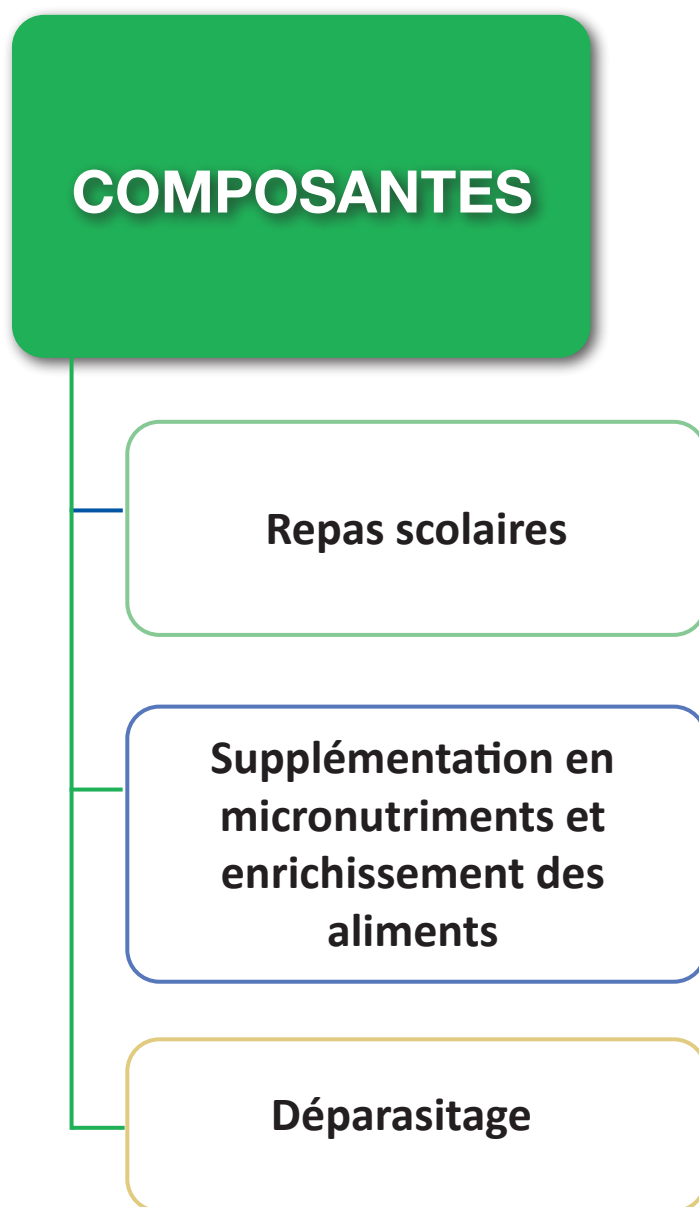 COMPOSANTES
Repas scolaires
Supplémentation en
micronutriments et
enrichissement des
aliments
Déparasitage